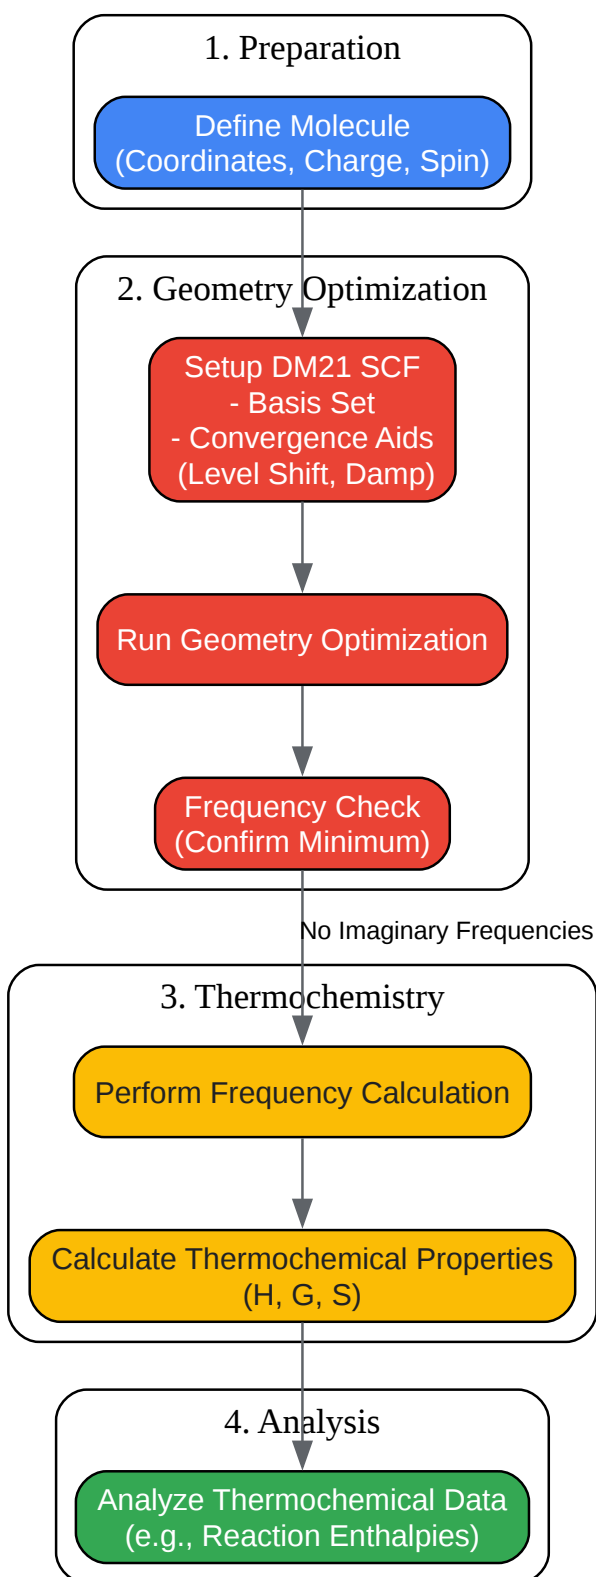 1. Preparation
Define Molecule
(Coordinates, Charge, Spin)
2. Geometry Optimization
Setup DM21 SCF
- Basis Set
- Convergence Aids
(Level Shift, Damp)
Run Geometry Optimization
Frequency Check
(Confirm Minimum)
No Imaginary Frequencies
3. Thermochemistry
Perform Frequency Calculation
Calculate Thermochemical Properties
(H, G, S)
4. Analysis
Analyze Thermochemical Data
(e.g., Reaction Enthalpies)